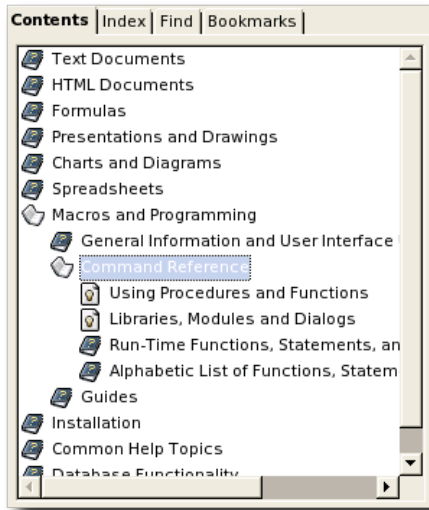 Contents Index Find Bookmarks
Text Documents
HTML Documents
Formulas
Presentations and Drawings
Charts and Diagrams
Spreadsheets
Macros and Programming
General Information and User Interface
Command Reference
Using Procedures and Functions
Libraries, Modules and Dialogs
Run-Time Functions, Statements, an
Alphabetic List of Functions, Statem
Guides
Installation
Common Help Topics
Database Functionality